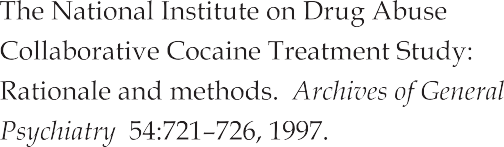 The National Institute on Drug Abuse
Collaborative Cocaine Treatment Study:
Rationale and methods. Archives of General
Psychiatry 54:721–726, 1997.